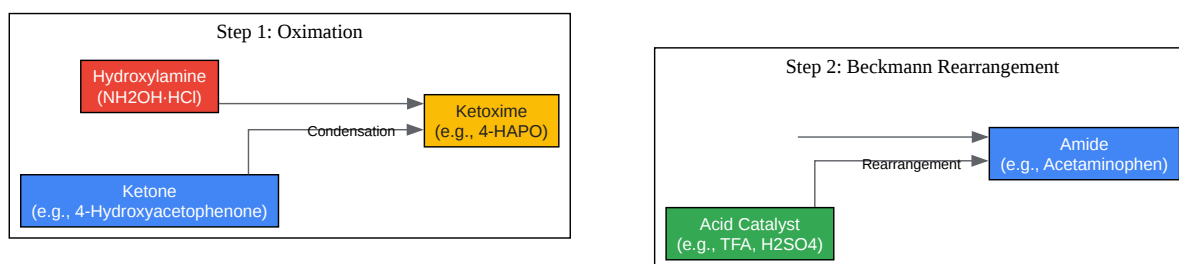 Step 1: Oximation
Hydroxylamine
(NH2OH·HCl)
Ketoxime
(e.g., 4-HAPO)
Condensation
Ketone
(e.g., 4-Hydroxyacetophenone)
Step 2: Beckmann Rearrangement
Amide
(e.g., Acetaminophen)
Rearrangement
Acid Catalyst
(e.g., TFA, H2SO4)